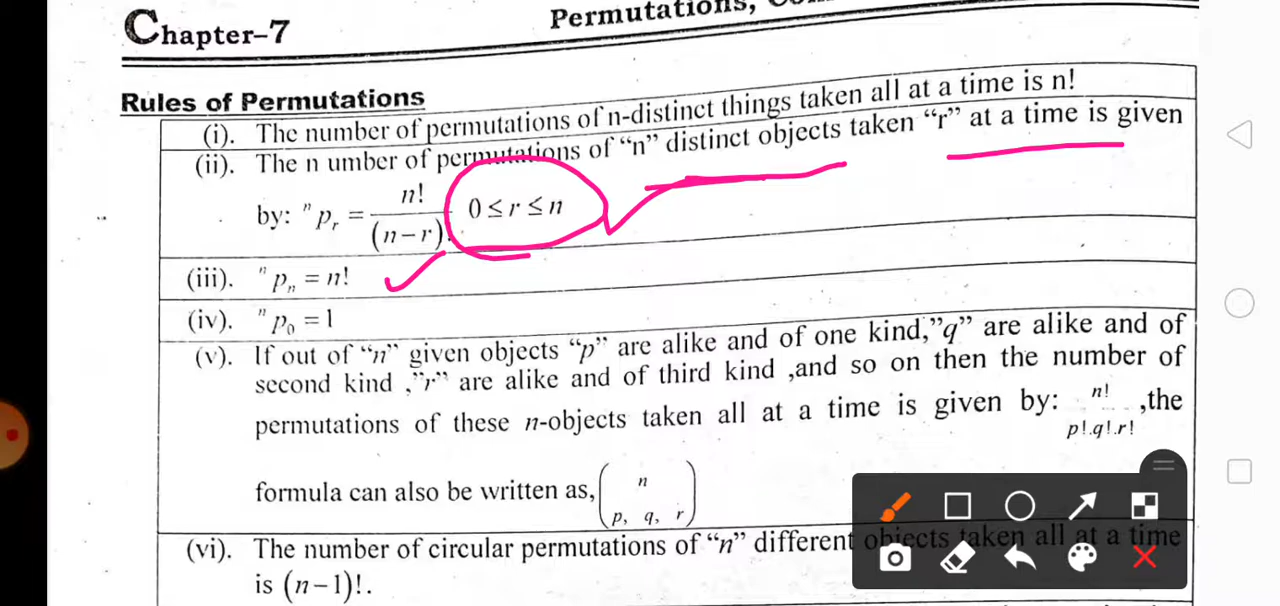 Chapter–7
Permutations,
Rules of Permutations
(i). The number of permutations of n-distinct things taken all at a time is n!
(ii). The n umber of permutations of “n” distinct objects taken “r” at a time is given
by: ⁿpᵣ = n!/(n−r) 0 ≤ r ≤ n
(iii). ⁿpₙ = n!
(iv). ⁿp₀ = 1
(v). If out of “n” given objects “p” are alike and of one kind,”q” are alike and of
second kind ,”r” are alike and of third kind ,and so on then the number of
permutations of these n-objects taken all at a time is given by: n!/p!.q!.r! ,the
formula can also be written as, (n p, q, r)
(vi). The number of circular permutations of “n” different objects taken all at a time
is (n−1)!.